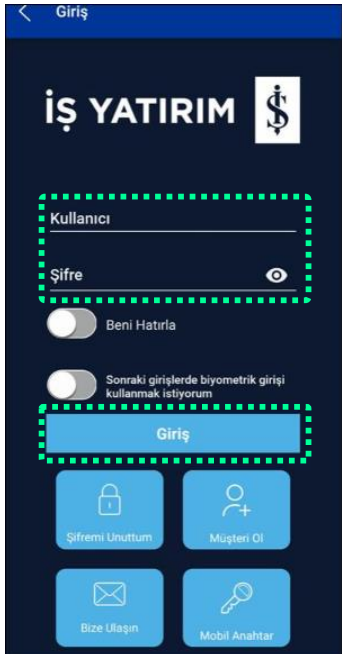 Giriş
İŞ YATIRIM
Kullanıcı
Şifre
Beni Hatırla
Sonraki girişlerde biyometrik girişi
kullanmak istiyorum
Giriş
Şifremi Unuttum
Müşteri Ol
Bize Ulaşın
Mobil Anahtar